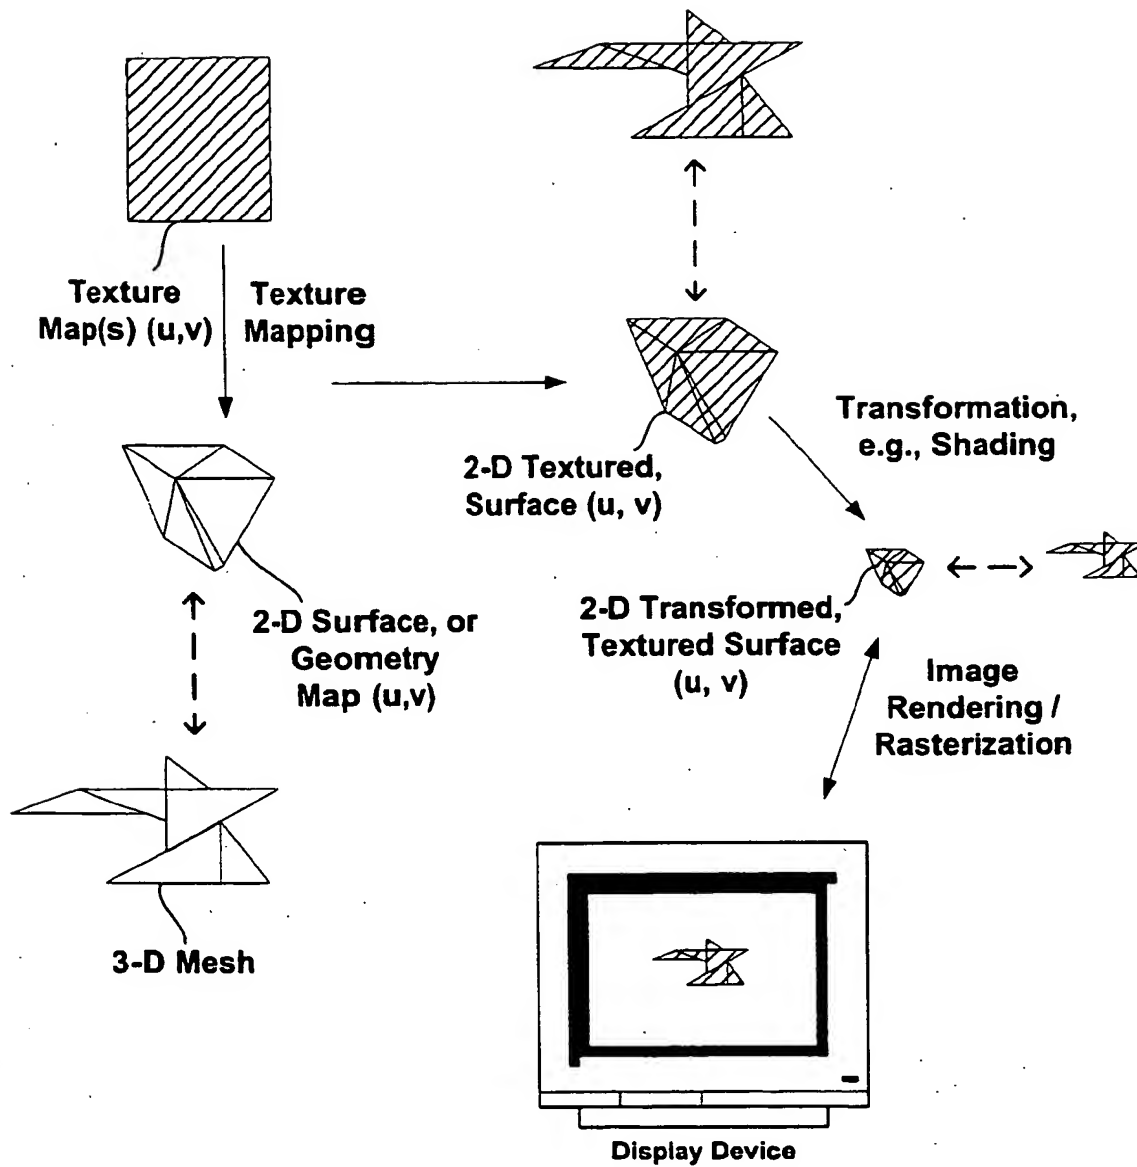 Texture
Map(s) (u,v)
Texture
Mapping
2-D Textured,
Surface (u, v)
Transformation,
e.g., Shading
2-D Surface, or
Geometry
Map (u,v)
2-D Transformed,
Textured Surface
(u, v)
Image
Rendering /
Rasterization
3-D Mesh
Display Device